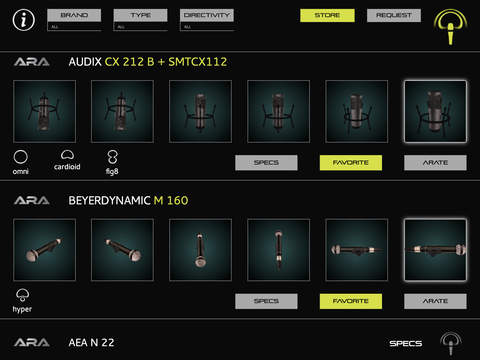 i BRAND TYPE DIRECTIVITY STORE REQUEST
ALL ALL ALL
ARA AUDIX CX 212 B + SMTCX112
omni cardioid fig8
SPECS FAVORITE ARATE
ARA BEYERDYNAMIC M 160
hyper
SPECS FAVORITE ARATE
ARA AEA N 22 SPECS